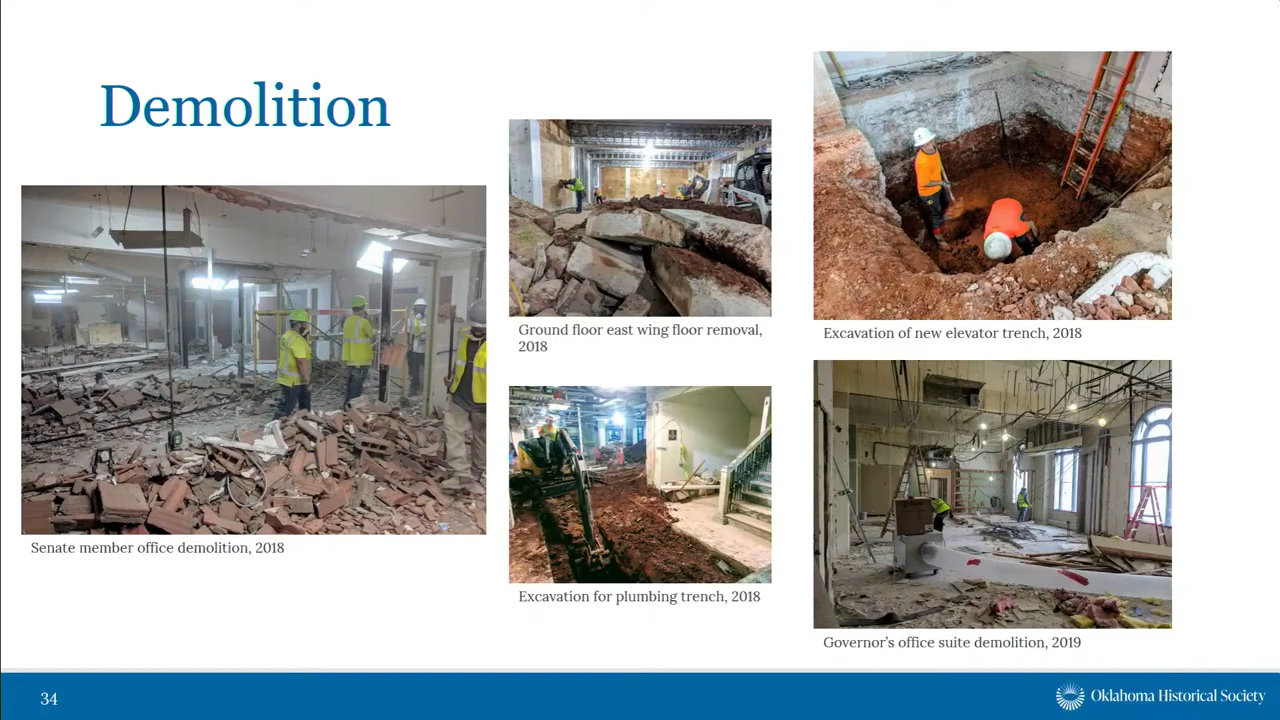 Demolition
Senate member office demolition, 2018
Ground floor east wing floor removal,
2018
Excavation for plumbing trench, 2018
Excavation of new elevator trench, 2018
Governor's office suite demolition, 2019
34
Oklahoma Historical Society